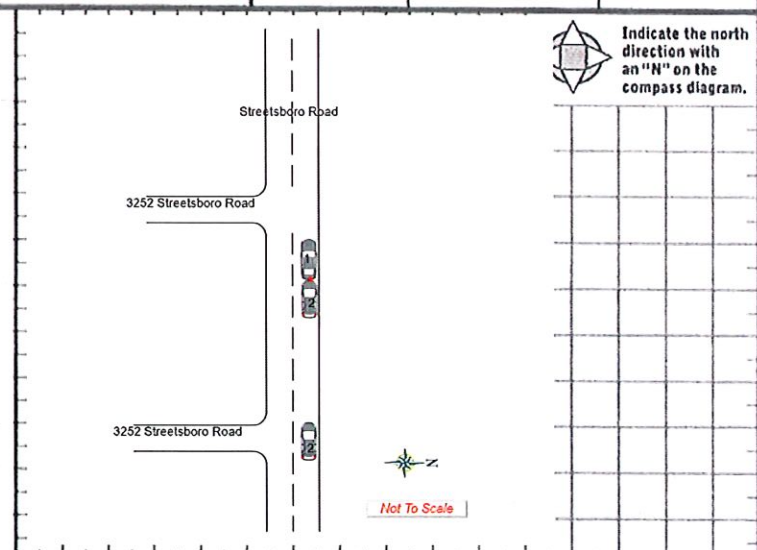 Indicate the north
direction with
an "N" on the
compass diagram.
Streetsboro Road
3252 Streetsboro Road
1
2
3252 Streetsboro Road
2
N
Not To Scale